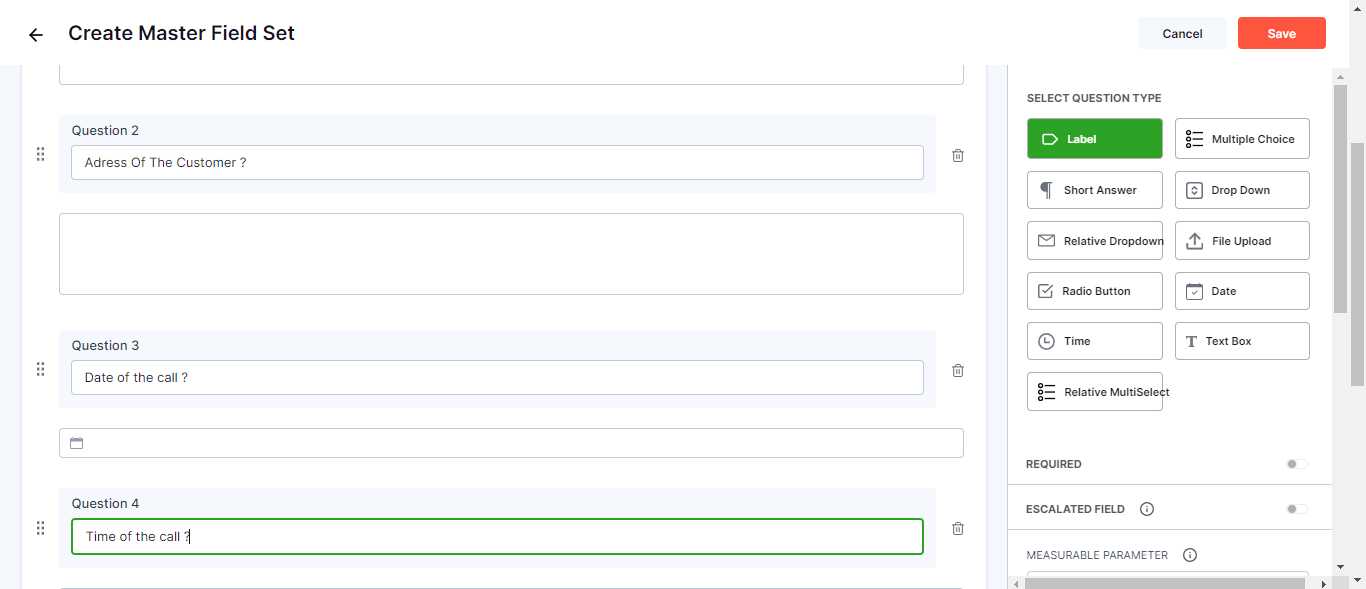 Create Master Field Set
Cancel
Save
Question 2
Adress Of The Customer ?
Question 3
Date of the call ?
Question 4
Time of the call ?
SELECT QUESTION TYPE
Label
Multiple Choice
Short Answer
Drop Down
Relative Dropdown
File Upload
Radio Button
Date
Time
Text Box
Relative MultiSelect
REQUIRED
ESCALATED FIELD
MEASURABLE PARAMETER